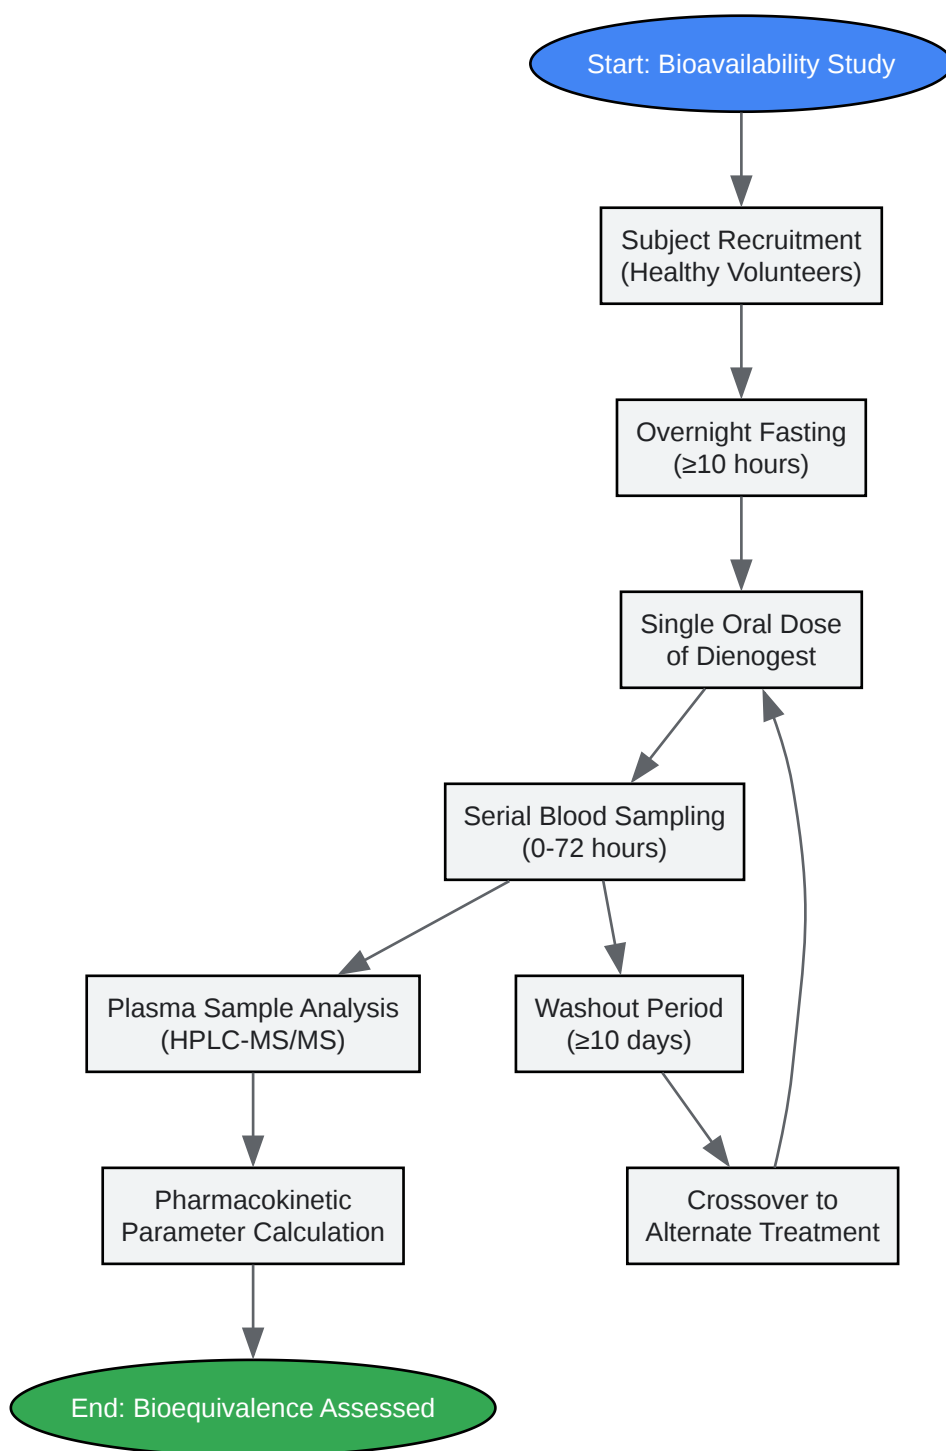 Start: Bioavailability Study
Subject Recruitment
(Healthy Volunteers)
Overnight Fasting
(≥10 hours)
Single Oral Dose
of Dienogest
Serial Blood Sampling
(0-72 hours)
Plasma Sample Analysis
(HPLC-MS/MS)
Washout Period
(≥10 days)
Pharmacokinetic
Parameter Calculation
Crossover to
Alternate Treatment
End: Bioequivalence Assessed